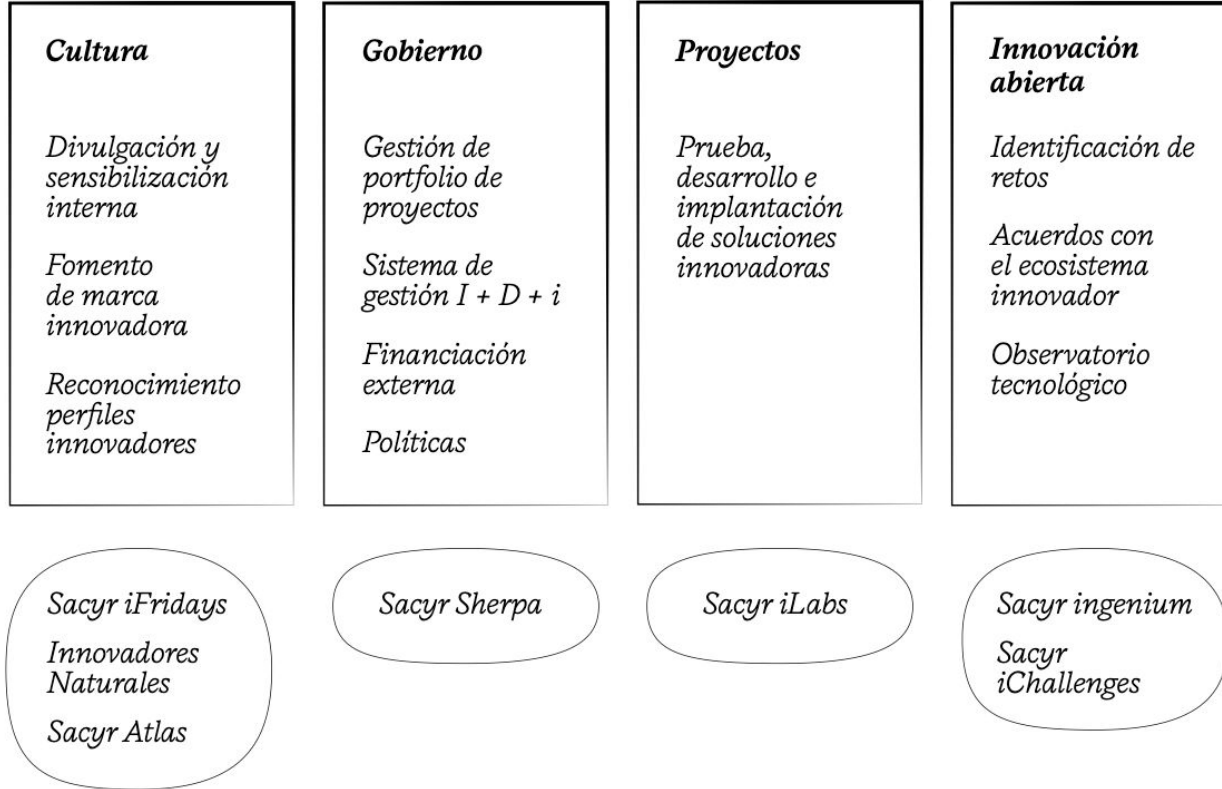 Cultura
Divulgación y
sensibilización
interna
Fomento
de marca
innovadora
Reconocimiento
perfiles
innovadores
Gobierno
Gestión de
portfolio de
proyectos
Sistema de
gestión I + D + i
Financiación
externa
Políticas
Proyectos
Prueba,
desarrollo e
implantación
de soluciones
innovadoras
Innovación
abierta
Identificación de
retos
Acuerdos con
el ecosistema
innovador
Observatorio
tecnológico
Sacyr iFridays
Innovadores
Naturales
Sacyr Atlas
Sacyr Sherpa
Sacyr iLabs
Sacyr ingenium
Sacyr
iChallenges